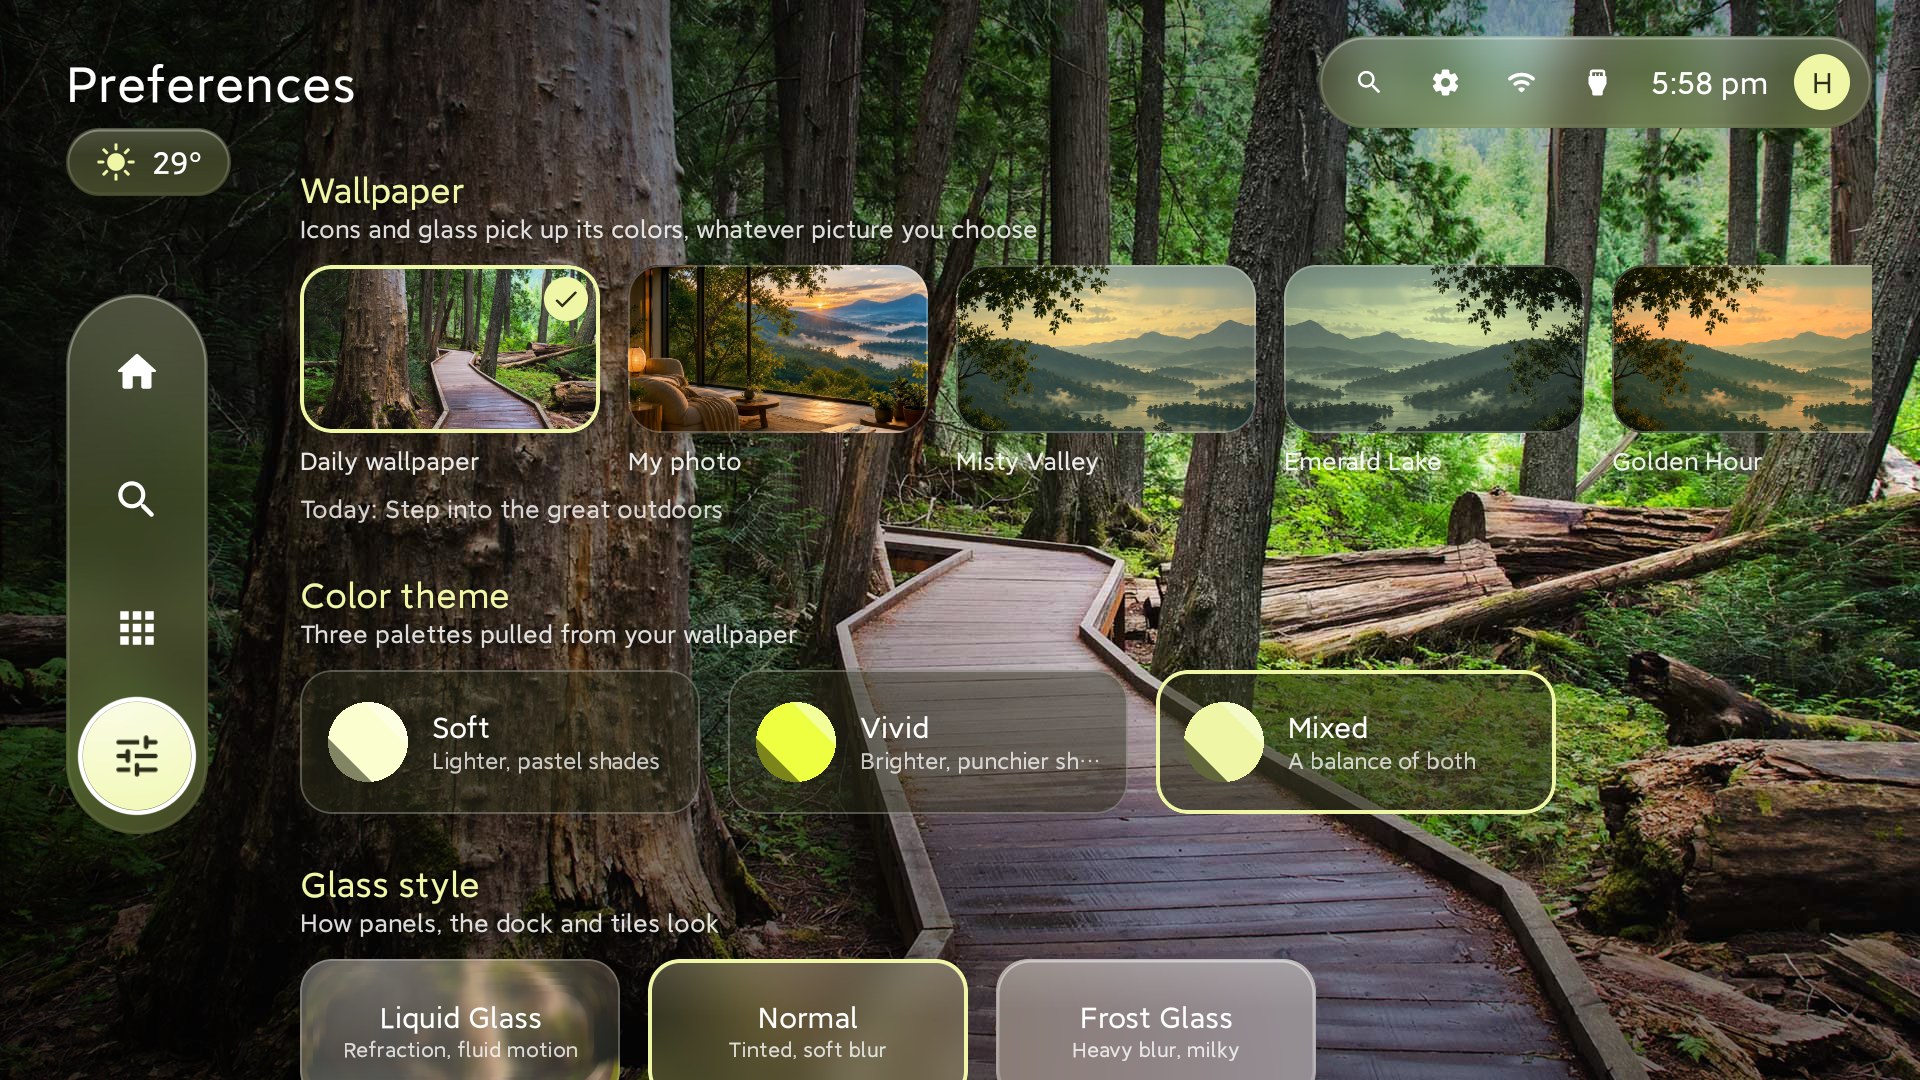 Preferences
5:58 pm
H
29°
Wallpaper
Icons and glass pick up its colors, whatever picture you choose
Daily wallpaper
My photo
Misty Valley
Emerald Lake
Golden Hour
Today: Step into the great outdoors
Color theme
Three palettes pulled from your wallpaper
Soft
Lighter, pastel shades
Vivid
Brighter, punchier sh···
Mixed
A balance of both
Glass style
How panels, the dock and tiles look
Liquid Glass
Refraction, fluid motion
Normal
Tinted, soft blur
Frost Glass
Heavy blur, milky